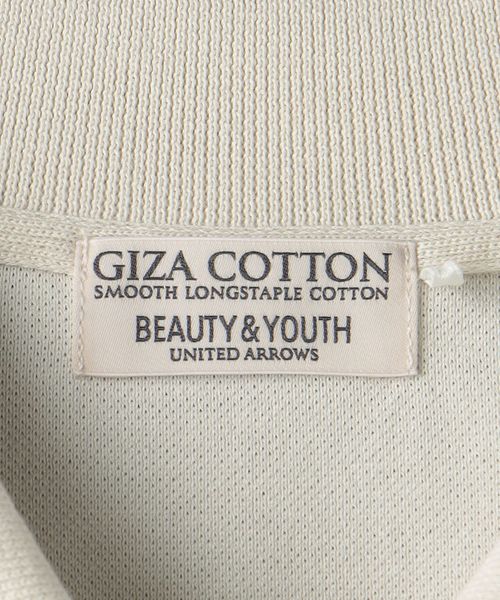 GIZA COTTON
SMOOTH LONGSTAPLE COTTON
BEAUTY & YOUTH
UNITED ARROWS